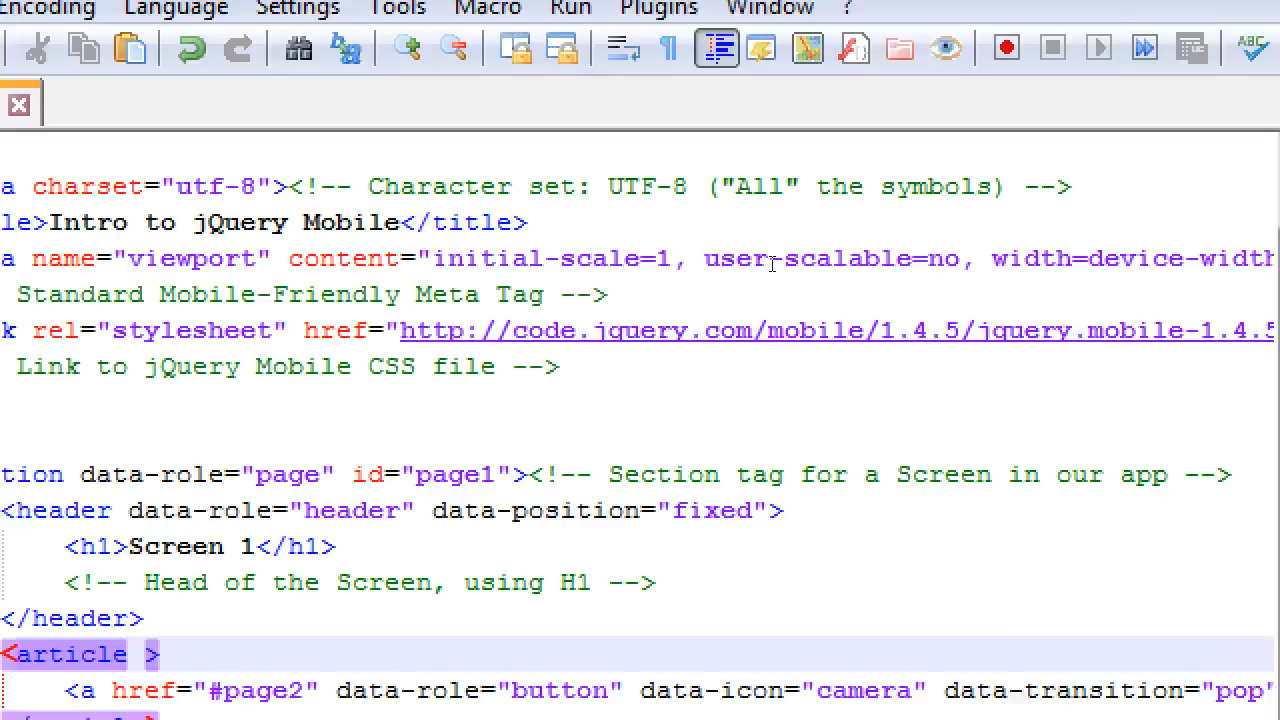 Encoding Language Settings Tools Macro Run Plugins Window ?
ABC
a charset="utf-8"><!-- Character set: UTF-8 ("All" the symbols) -->
le>Intro to jQuery Mobile</title>
a name="viewport" content="initial-scale=1, user-scalable=no, width=device-width
Standard Mobile-Friendly Meta Tag -->
k rel="stylesheet" href="http://code.jquery.com/mobile/1.4.5/jquery.mobile-1.4.5
Link to jQuery Mobile CSS file -->
tion data-role="page" id="page1"><!-- Section tag for a Screen in our app -->
<header data-role="header" data-position="fixed">
<h1>Screen 1</h1>
<!-- Head of the Screen, using H1 -->
</header>
<article >
<a href="#page2" data-role="button" data-icon="camera" data-transition="pop"